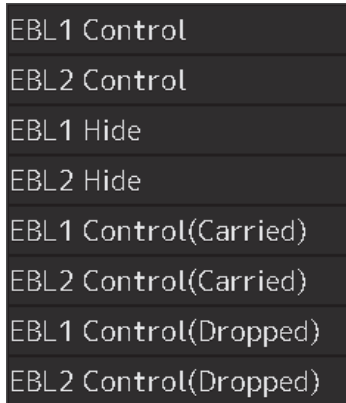 EBL1 Control
EBL2 Control
EBL1 Hide
EBL2 Hide
EBL1 Control(Carried)
EBL2 Control(Carried)
EBL1 Control(Dropped)
EBL2 Control(Dropped)